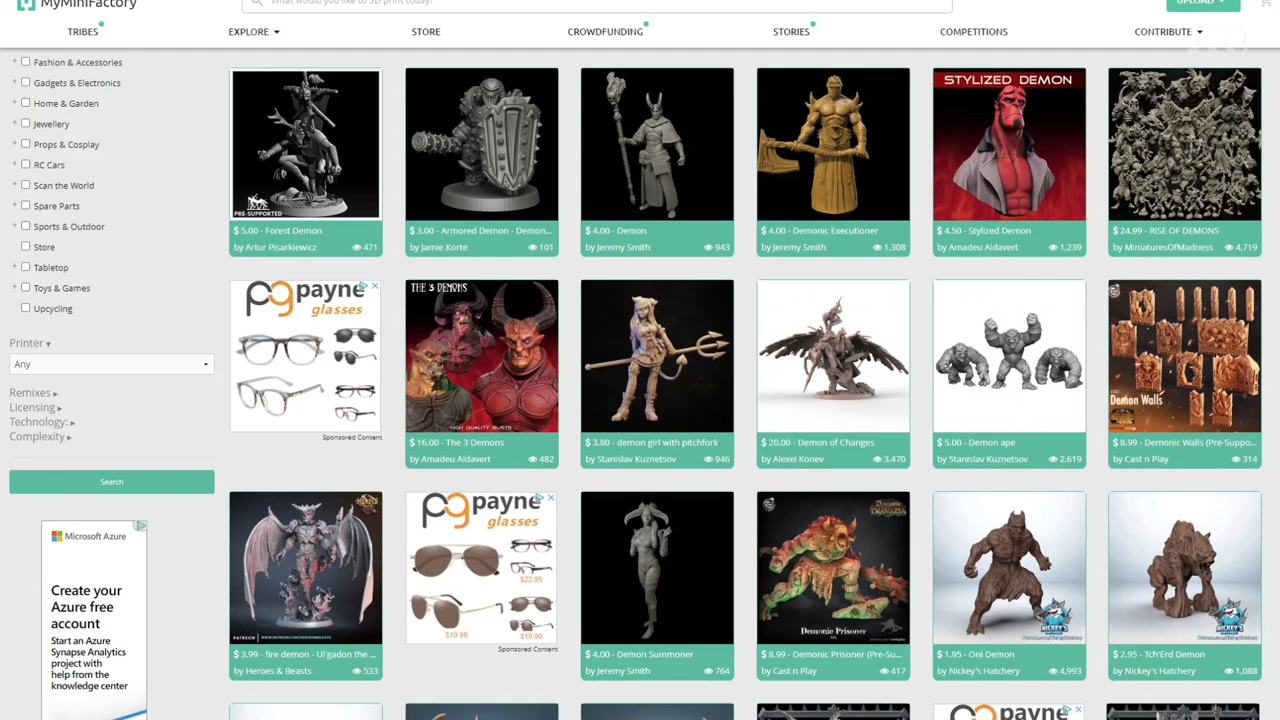 MyMiniFactory
What would you like to 3D print today?
UPLOAD
TRIBES
EXPLORE
STORE
CROWDFUNDING
STORIES
COMPETITIONS
CONTRIBUTE
Fashion & Accessories
Gadgets & Electronics
Home & Garden
Jewellery
Props & Cosplay
RC Cars
Scan the World
Spare Parts
Sports & Outdoor
Store
Tabletop
Toys & Games
Upcycling
Printer
Any
Remixes
Licensing
Technology:
Complexity
Search
Microsoft Azure
Create your
Azure free
account
Start an Azure
Synapse Analytics
project with
help from the
knowledge center
PRE-SUPPORTED
$ 5.00 - Forest Demon
by Artur Pisarkiewicz 471
$ 3.00 - Armored Demon - Demon...
by Jamie Korte 101
$ 4.00 - Demon
by Jeremy Smith 943
$ 4.00 - Demonic Executioner
by Jeremy Smith 1,308
STYLIZED DEMON
$ 4.50 - Stylized Demon
by Amadeu Aldavert 1,239
$ 24.99 - RISE OF DEMONS
by MiniaturesOfMadness 4,719
payne
glasses
Sponsored Content
THE 3 DEMONS
HIGH QUALITY BUSTS
$ 16.00 - The 3 Demons
by Amadeu Aldavert 482
$ 3.80 - demon girl with pitchfork
by Stanislav Kuznetsov 946
$ 20.00 - Demon of Changes
by Alexei Konev 3,470
$ 5.00 - Demon ape
by Stanislav Kuznetsov 2,619
Demon Walls
$ 8.99 - Demonic Walls (Pre-Suppo...
by Cast n Play 314
$ 3.99 - fire demon - Ul'gadon the ...
by Heroes & Beasts 533
payne
glasses
$22.95
$10.90
$10.90
Sponsored Content
$ 4.00 - Demon Summoner
by Jeremy Smith 764
Demonic Prisoner
$ 8.99 - Demonic Prisoner (Pre-Su...
by Cast n Play 417
NICKEY'S
$ 1.95 - Oni Demon
by Nickey's Hatchery 4,993
NICKEY'S
$ 2.95 - Tch'Erd Demon
by Nickey's Hatchery 1,088
payne